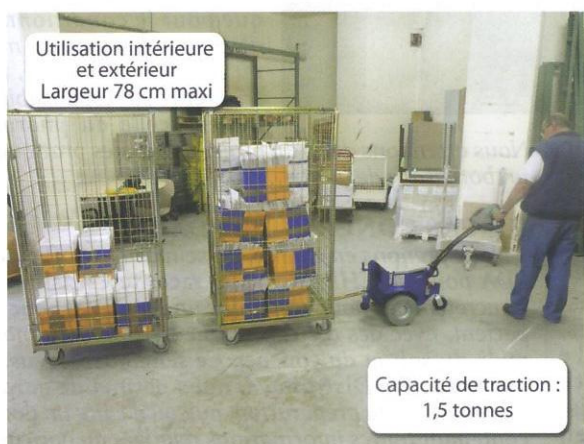 Utilisation intérieure
et extérieur
Largeur 78 cm maxi
Capacité de traction :
1,5 tonnes